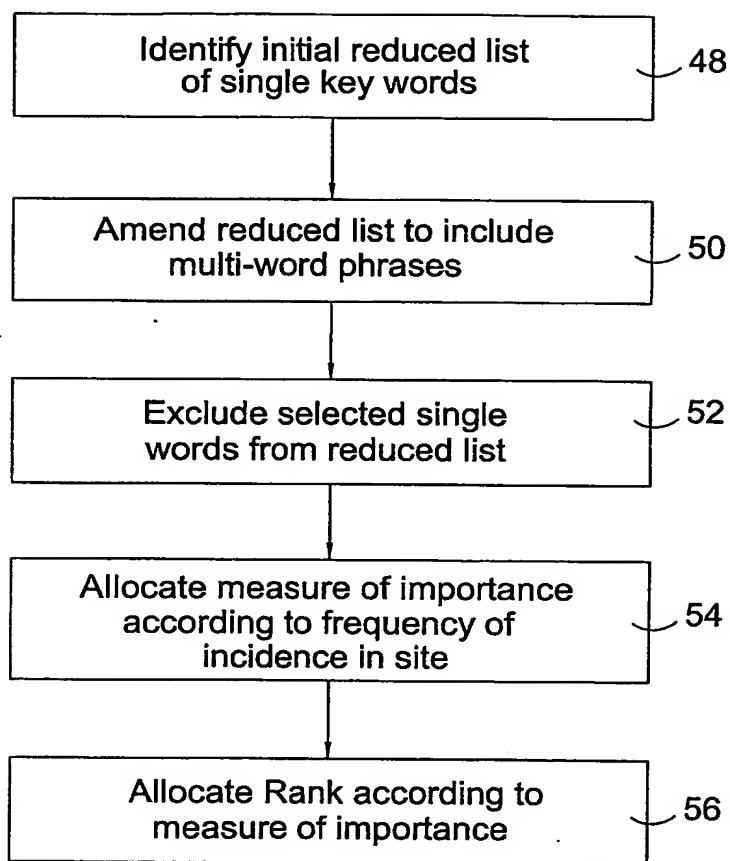 Identify initial reduced list
of single key words
48
Amend reduced list to include
multi-word phrases
50
Exclude selected single
words from reduced list
52
Allocate measure of importance
according to frequency of
incidence in site
54
Allocate Rank according to
measure of importance
56